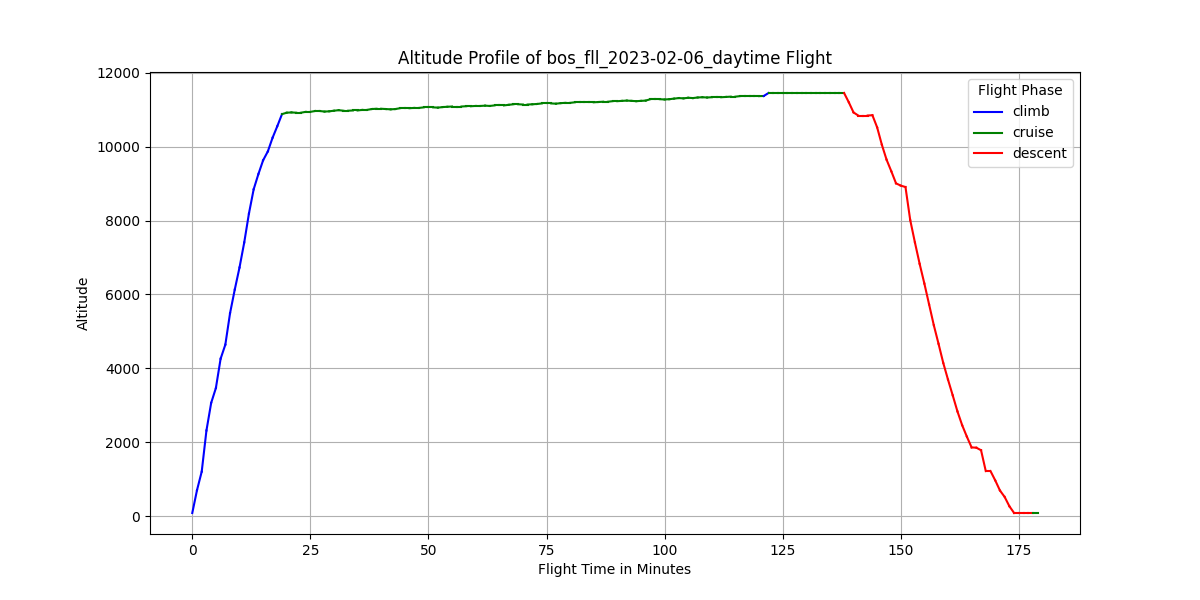 Altitude Profile of bos_fll_2023-02-06_daytime Flight
12000
10000
8000
6000
4000
2000
0
Altitude
Flight Phase
climb
cruise
descent
0 25 50 75 100 125 150 175
Flight Time in Minutes